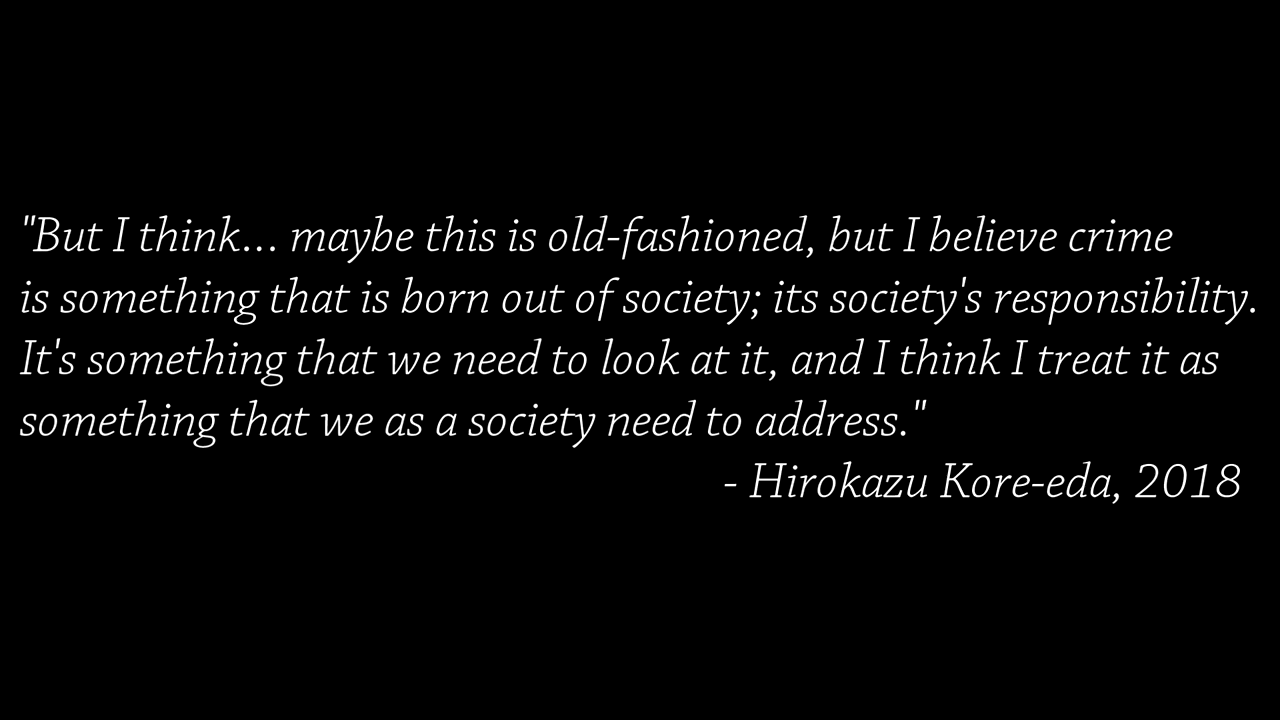 "But I think... maybe this is old-fashioned, but I believe crime
is something that is born out of society; its society's responsibility.
It's something that we need to look at it, and I think I treat it as
something that we as a society need to address."
- Hirokazu Kore-eda, 2018